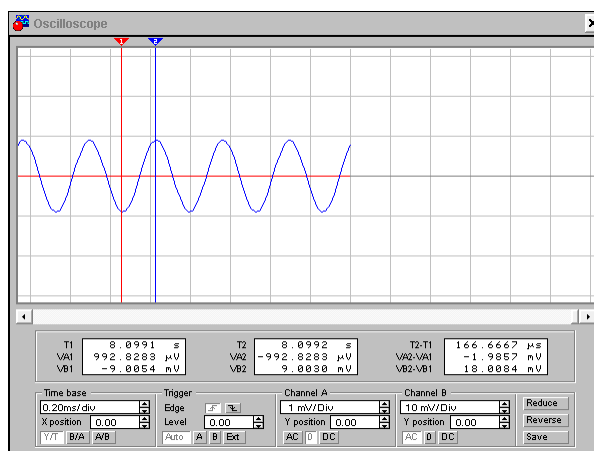 Oscilloscope
1 2
T1 8.0991 s T2 8.0992 s T2-T1 166.6667 µs
VA1 992.8283 µV VA2 -992.8283 µV VA2-VA1 -1.9857 mV
VB1 -9.0054 mV VB2 9.0030 mV VB2-VB1 18.0084 mV
Time base Trigger Channel A Channel B
0.20ms/div Edge 1 mV/Div 10 mV/Div Reduce
X position 0.00 Level 0.00 Y position 0.00 Y position 0.00 Reverse
Y/T B/A A/B Auto A B Ext AC 0 DC AC 0 DC Save